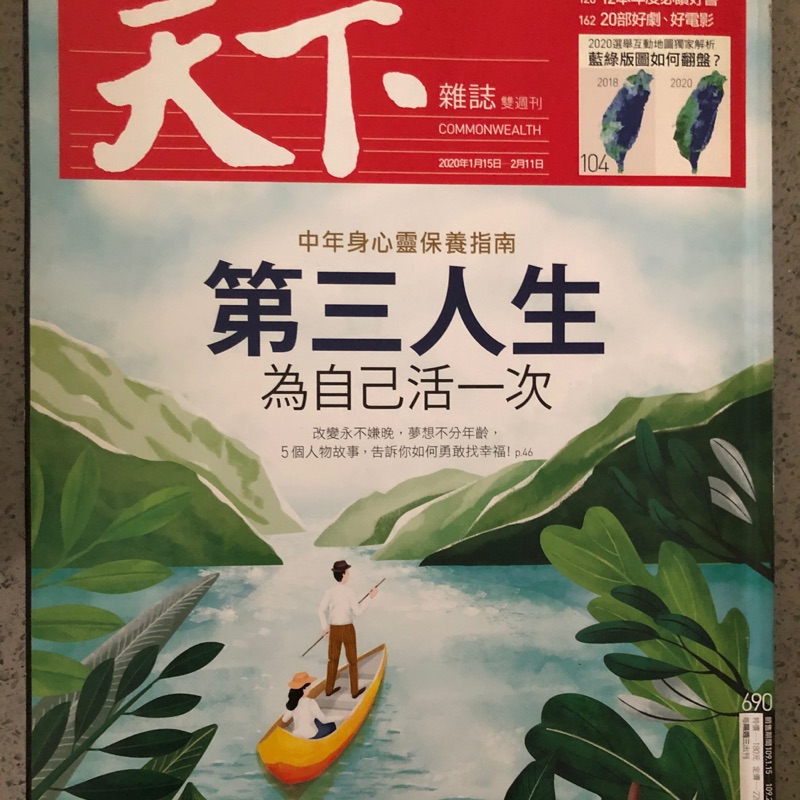 天下
雜誌 雙週刊
COMMONWEALTH
2020年1月15日—2月11日
162 20部好劇、好電影
2020選舉互動地圖獨家解析
藍綠版圖如何翻盤?
2018 2020
104
中年身心靈保養指南
第三人生
為自己活一次
改變永不嫌晚,夢想不分年齡,
5個人物故事,告訴你如何勇敢找幸福! p.46
690